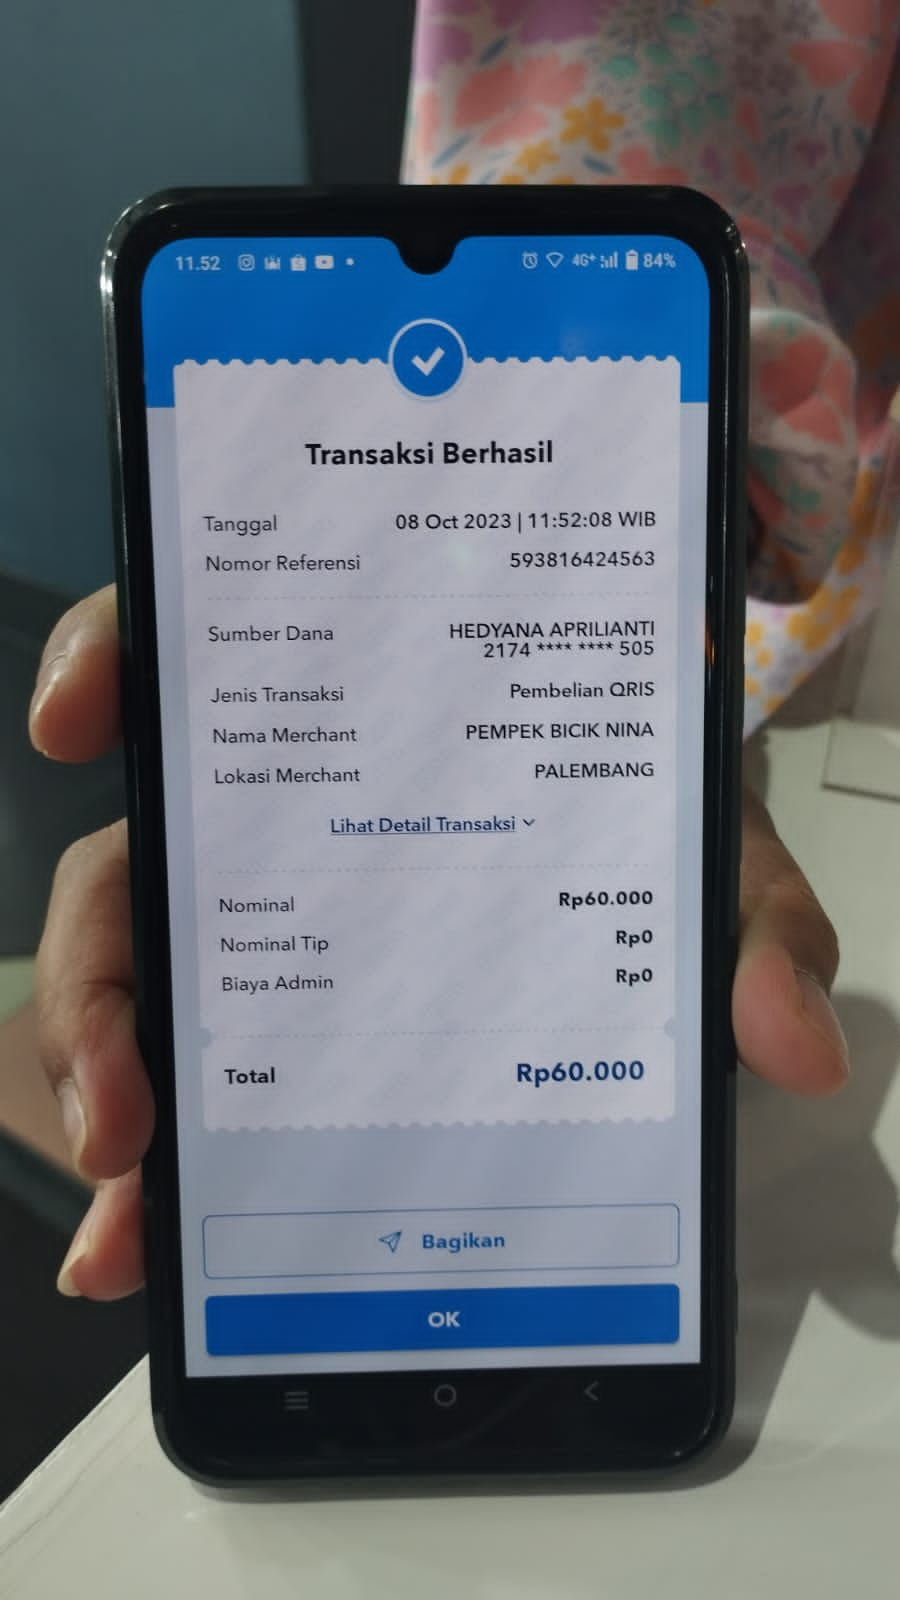 11.52 4G+ 84%
Transaksi Berhasil
Tanggal 08 Oct 2023 | 11:52:08 WIB
Nomor Referensi 593816424563
Sumber Dana HEDYANA APRILIANTI
2174 **** **** 505
Jenis Transaksi Pembelian QRIS
Nama Merchant PEMPEK BICIK NINA
Lokasi Merchant PALEMBANG
Lihat Detail Transaksi
Nominal Rp60.000
Nominal Tip Rp0
Biaya Admin Rp0
Total Rp60.000
Bagikan
OK